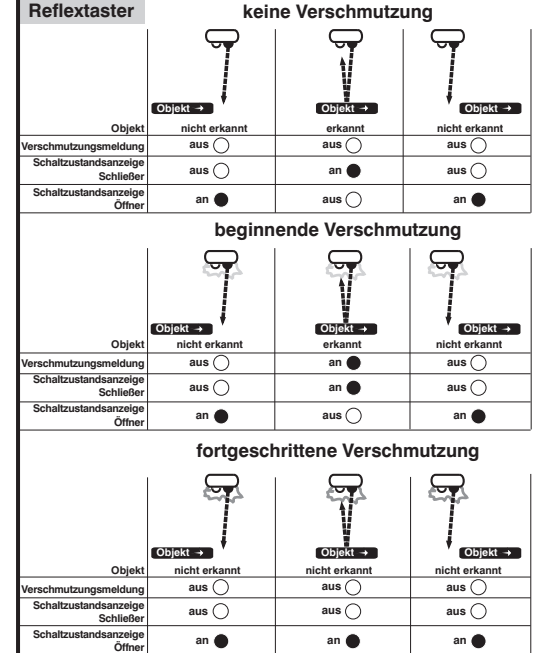 Reflextaster
keine Verschmutzung
Objekt → Objekt → Objekt →
Objekt nicht erkannt erkannt nicht erkannt
Verschmutzungsmeldung aus aus aus
Schaltzustandsanzeige
Schließer aus an aus
Schaltzustandsanzeige
Öffner an aus an
beginnende Verschmutzung
Objekt → Objekt → Objekt →
Objekt nicht erkannt erkannt nicht erkannt
Verschmutzungsmeldung aus an aus
Schaltzustandsanzeige
Schließer aus an aus
Schaltzustandsanzeige
Öffner an aus an
fortgeschrittene Verschmutzung
Objekt → Objekt → Objekt →
Objekt nicht erkannt nicht erkannt nicht erkannt
Verschmutzungsmeldung aus aus aus
Schaltzustandsanzeige
Schließer aus aus aus
Schaltzustandsanzeige
Öffner an an an